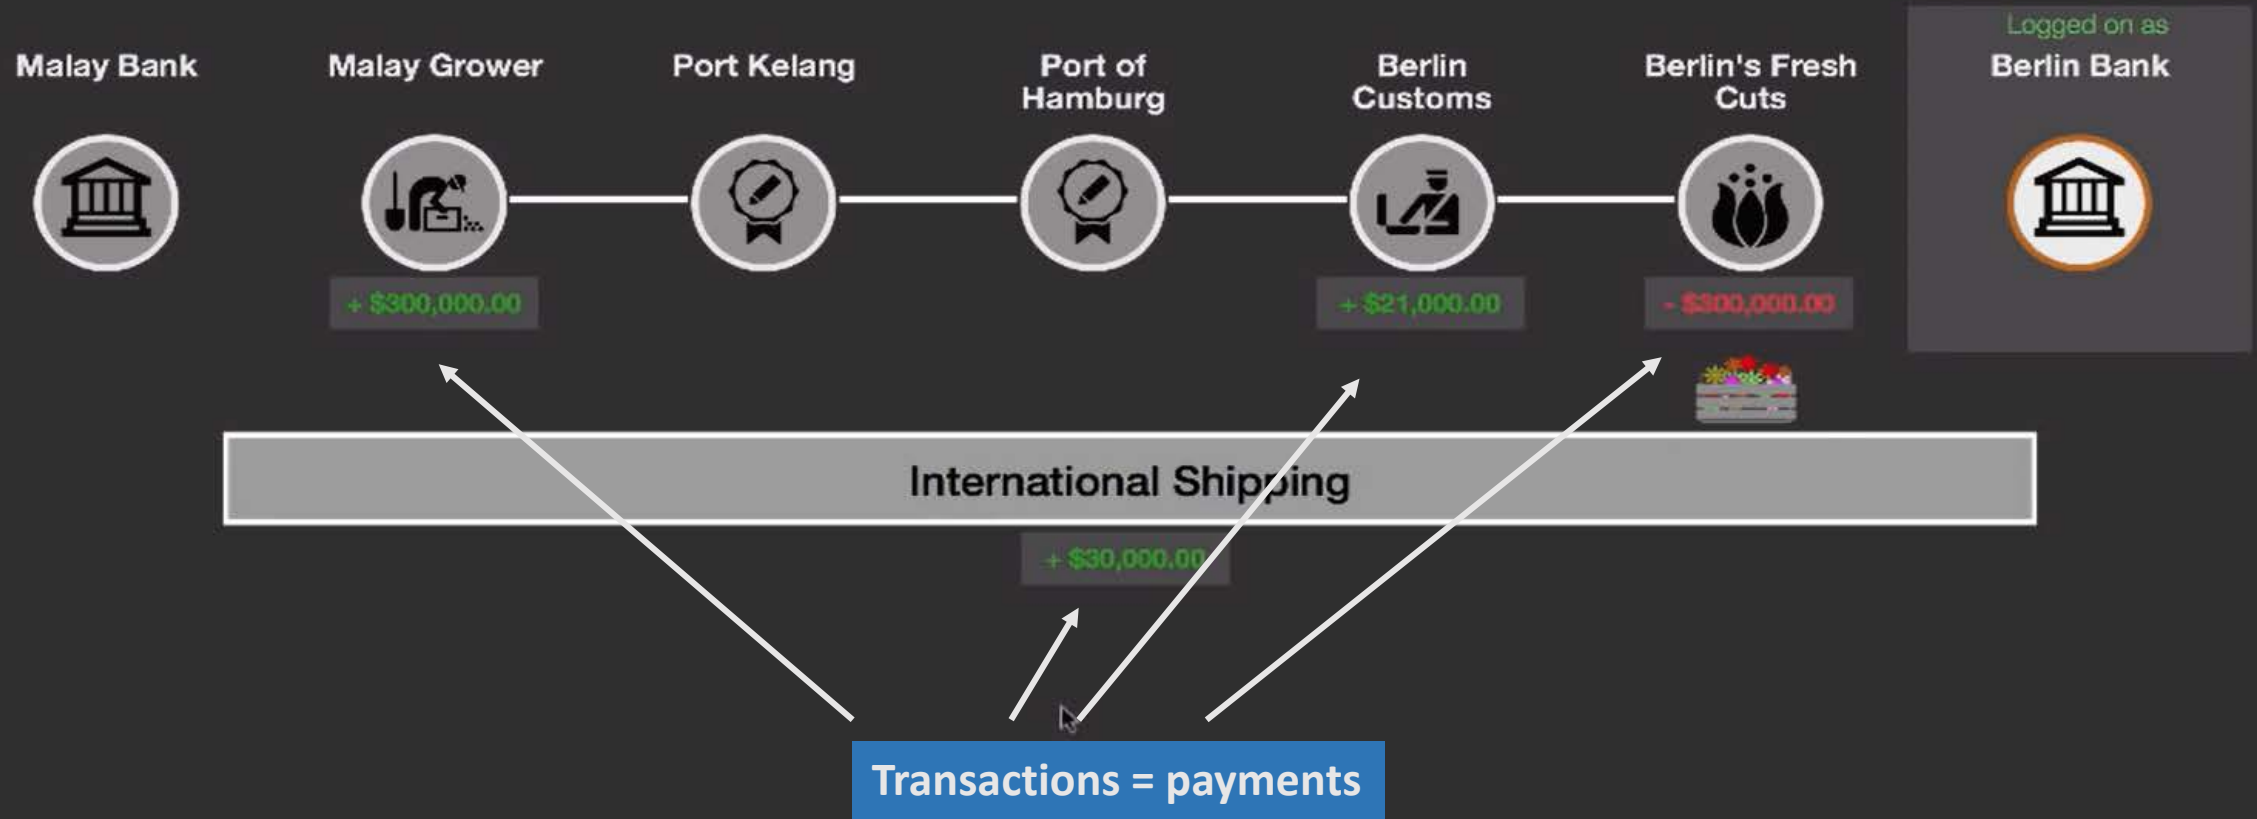 Logged on as
Malay Bank
Malay Grower
Port Kelang
Port of
Hamburg
Berlin
Customs
Berlin's Fresh
Cuts
Berlin Bank
+ $300,000.00
+ $21,000.00
- $300,000.00
International Shipping
+ $30,000.00
Transactions = payments